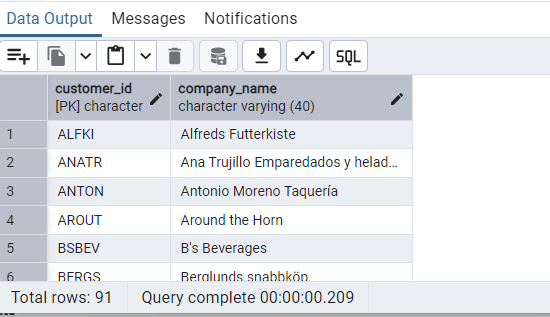 Data Output Messages Notifications
SQL
customer_id company_name
[PK] character character varying (40)
1 ALFKI Alfreds Futterkiste
2 ANATR Ana Trujillo Emparedados y helad…
3 ANTON Antonio Moreno Taquería
4 AROUT Around the Horn
5 BSBEV B's Beverages
6 BERGS Berglunds snabbköp
Total rows: 91 Query complete 00:00:00.209